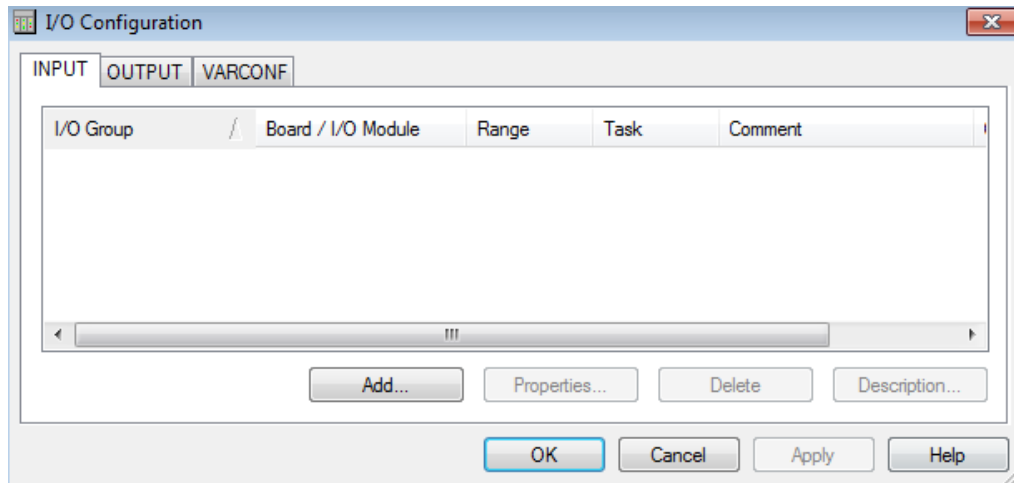 I/O Configuration
INPUT OUTPUT VARCONF
I/O Group Board / I/O Module Range Task Comment
Add... Properties... Delete Description...
OK Cancel Apply Help